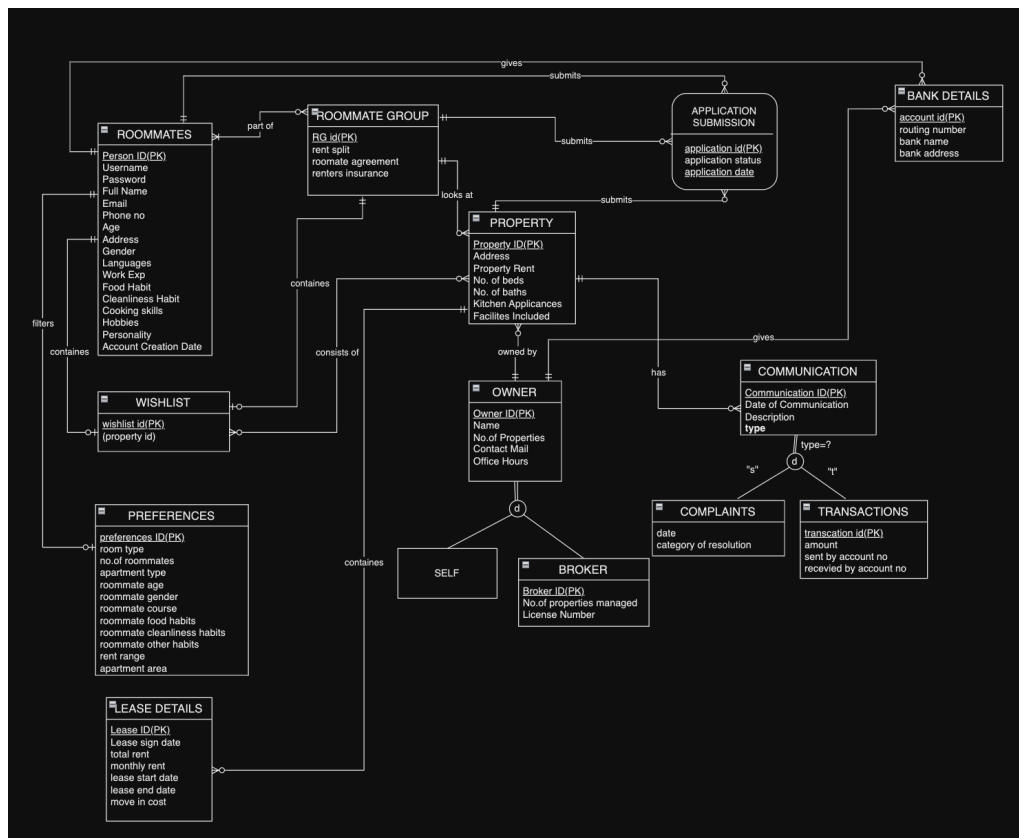 gives
submits
BANK DETAILS
account id(PK)
routing number
bank name
bank address
APPLICATION
SUBMISSION
application id(PK)
application status
application date
ROOMMATE GROUP
RG id(PK)
rent split
roomate agreement
renters insurance
part of
submits
looks at
submits
ROOMMATES
Person ID(PK)
Username
Password
Full Name
Email
Phone no
Age
Address
Gender
Languages
Work Exp
Food Habit
Cleanliness Habit
Cooking skills
Hobbies
Personality
Account Creation Date
PROPERTY
Property ID(PK)
Address
Property Rent
No. of beds
No. of baths
Kitchen Applicances
Facilites Included
containes
filters
containes
consists of
owned by
gives
has
COMMUNICATION
Communication ID(PK)
Date of Communication
Description
type
type=?
d
"s"
"t"
WISHLIST
wishlist id(PK)
(property id)
OWNER
Owner ID(PK)
Name
No.of Properties
Contact Mail
Office Hours
d
COMPLAINTS
date
category of resolution
TRANSACTIONS
transcation id(PK)
amount
sent by account no
recevied by account no
PREFERENCES
preferences ID(PK)
room type
no.of roommates
apartment type
roommate age
roommate gender
roommate course
roommate food habits
roommate cleanliness habits
roommate other habits
rent range
apartment area
containes
SELF
BROKER
Broker ID(PK)
No.of properties managed
License Number
LEASE DETAILS
Lease ID(PK)
Lease sign date
total rent
monthly rent
lease start date
lease end date
move in cost